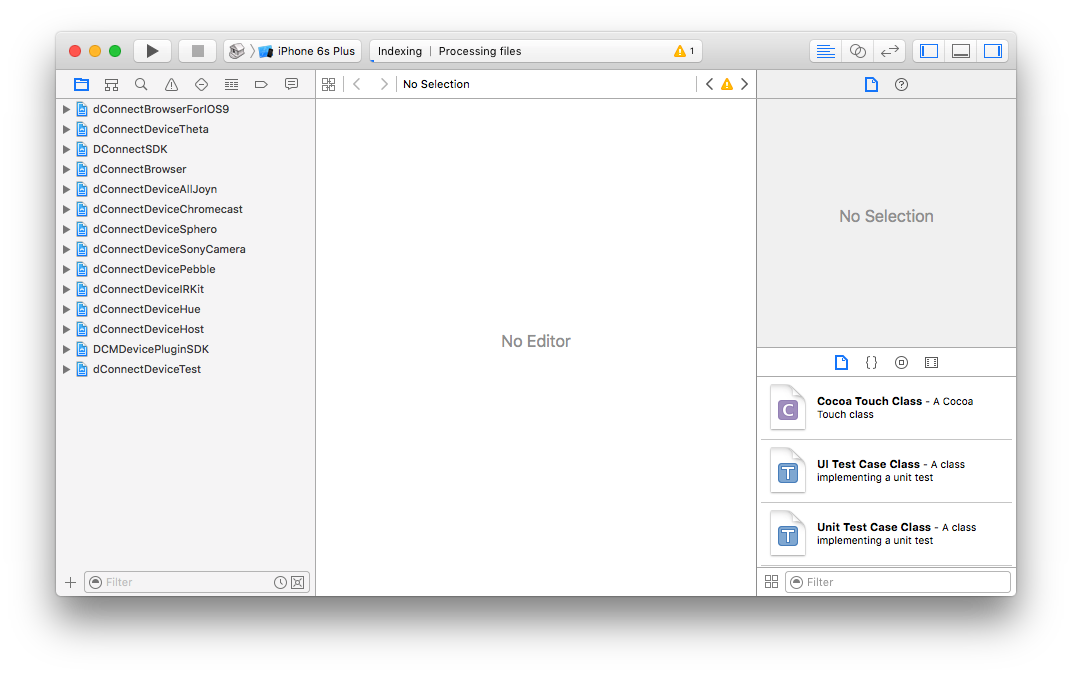 iPhone 6s Plus
Indexing | Processing files
1
No Selection
dConnectBrowserForIOS9
dConnectDeviceTheta
DConnectSDK
dConnectBrowser
dConnectDeviceAllJoyn
dConnectDeviceChromecast
dConnectDeviceSphero
dConnectDeviceSonyCamera
dConnectDevicePebble
dConnectDeviceIRKit
dConnectDeviceHue
dConnectDeviceHost
DCMDevicePluginSDK
dConnectDeviceTest
Filter
No Editor
No Selection
{ }
C
Cocoa Touch Class - A Cocoa
Touch class
T
UI Test Case Class - A class
implementing a unit test
T
Unit Test Case Class - A class
implementing a unit test
Filter